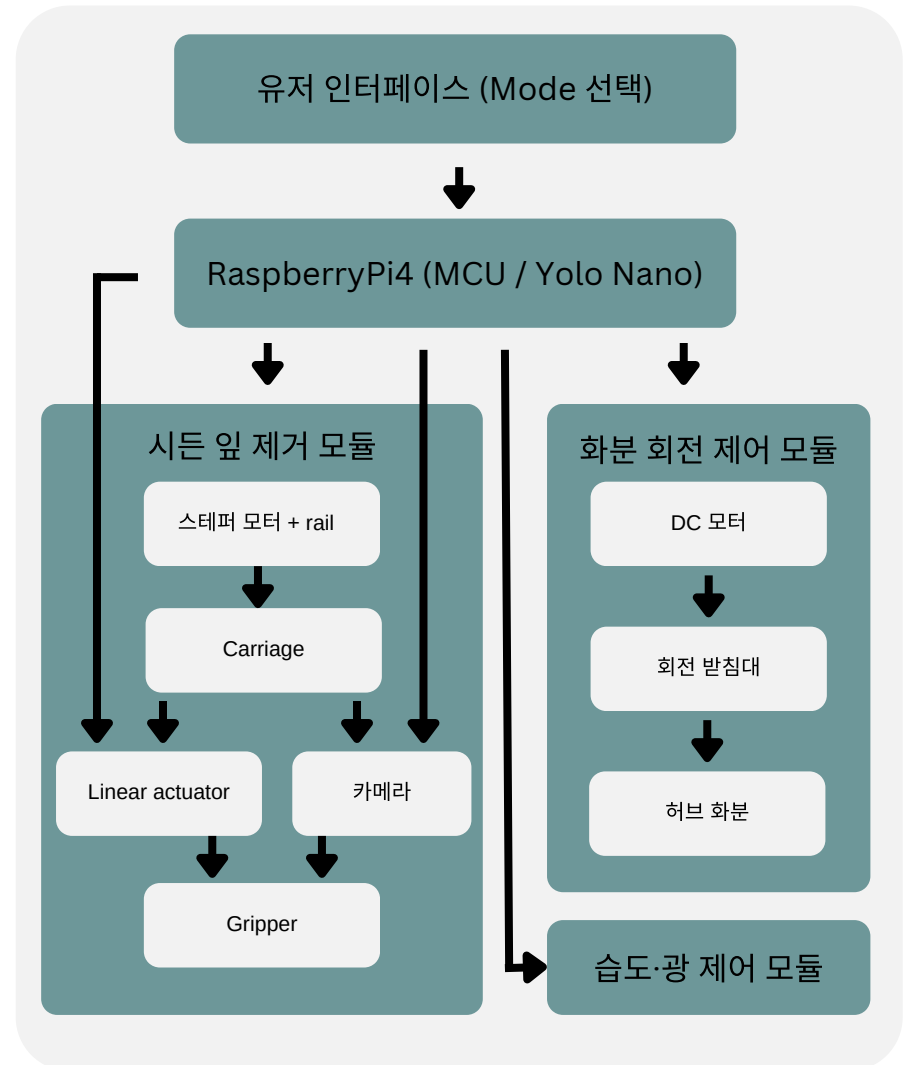 유저 인터페이스 (Mode 선택)
RaspberryPi4 (MCU / Yolo Nano)
시든 잎 제거 모듈
스테퍼 모터 + rail
Carriage
Linear actuator
카메라
Gripper
화분 회전 제어 모듈
DC 모터
회전 받침대
허브 화분
습도·광 제어 모듈